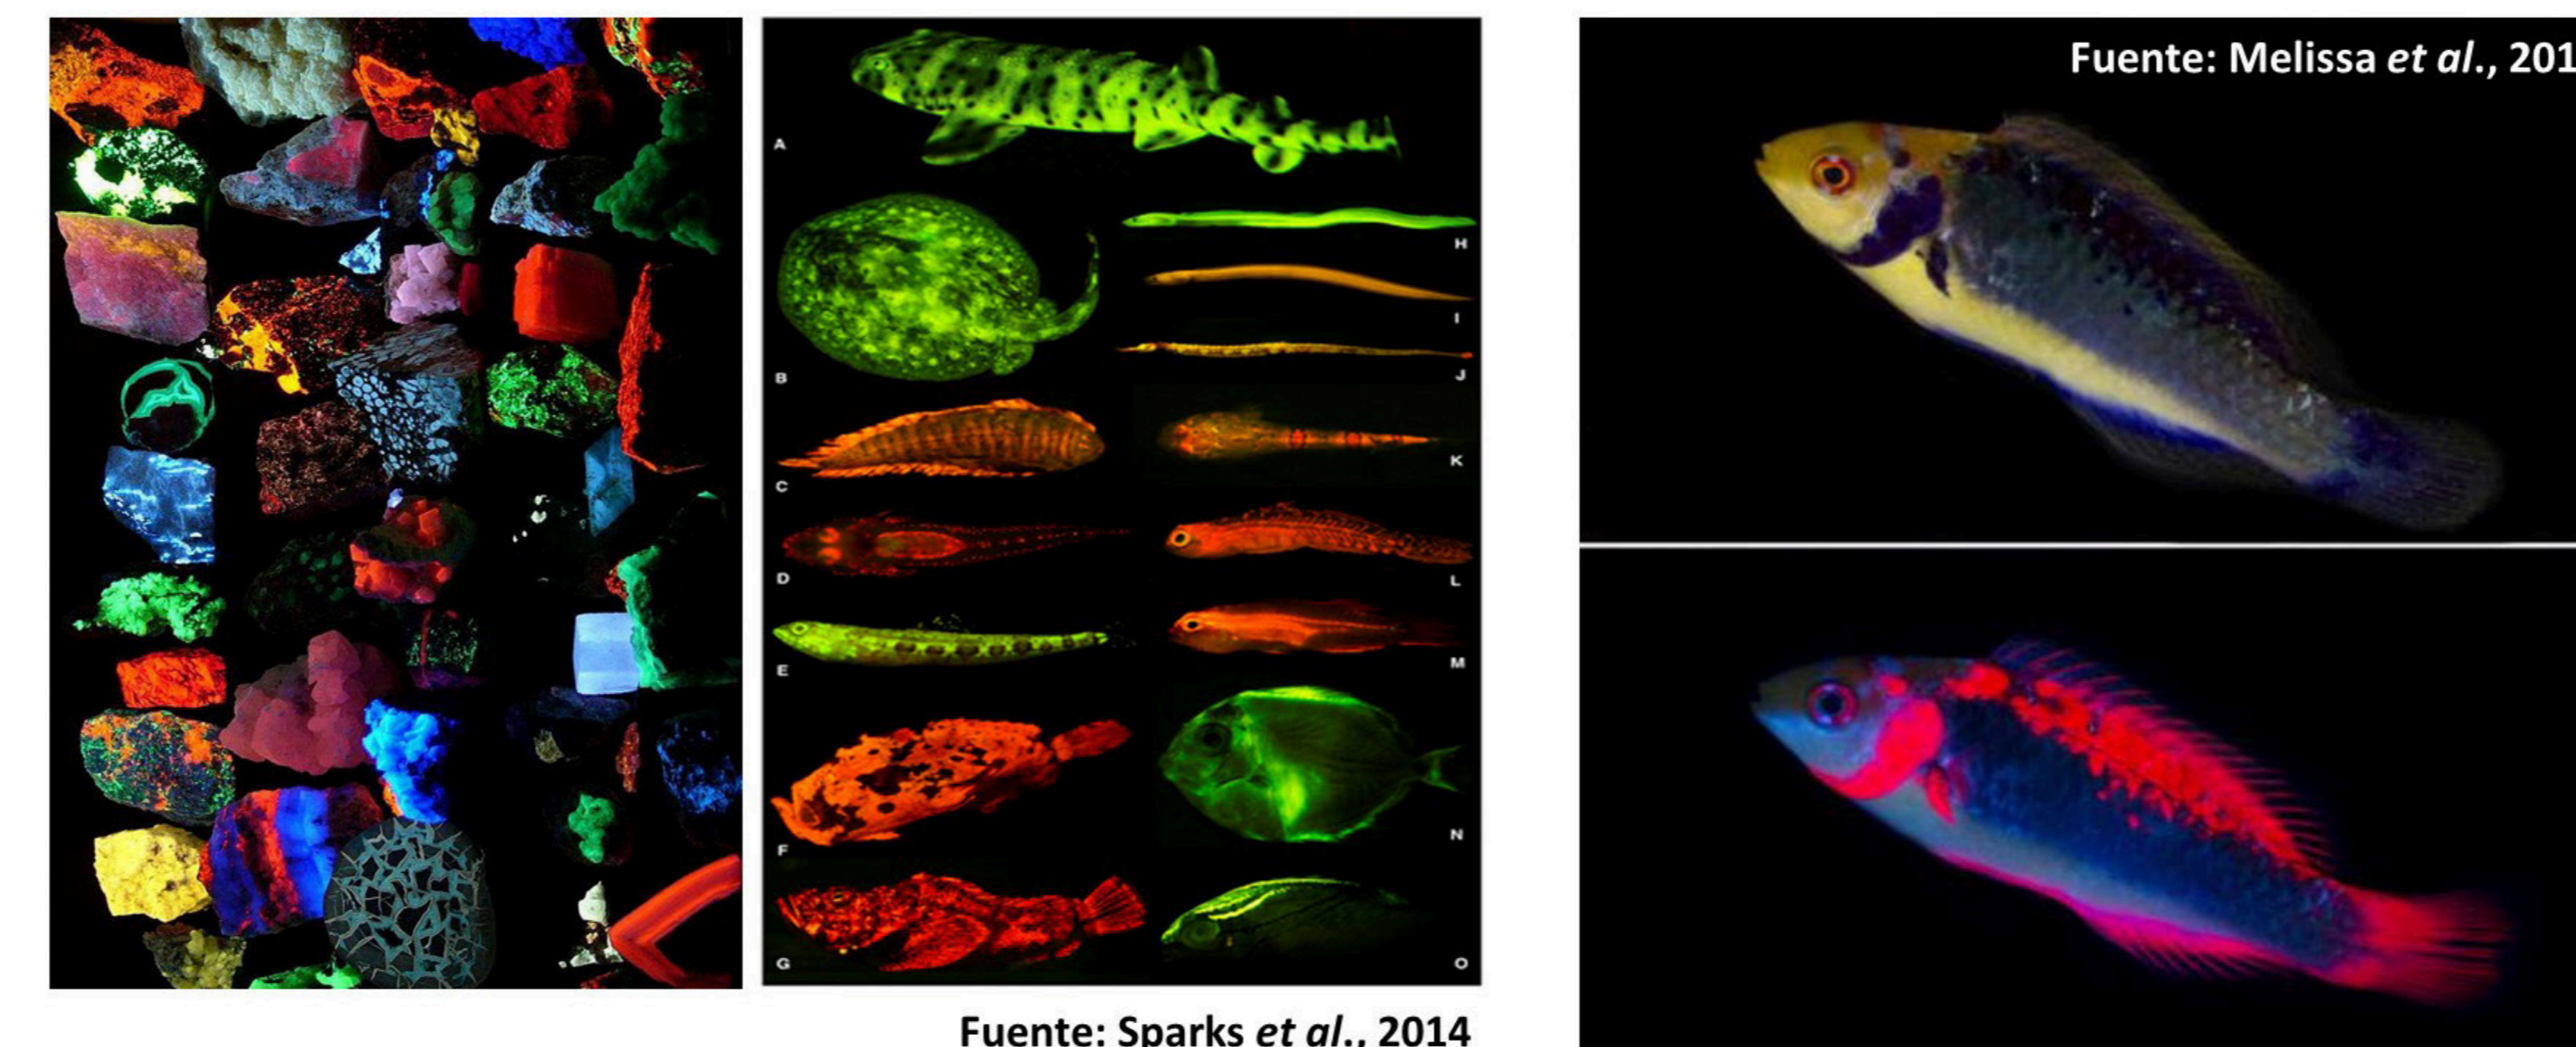 Fuente: Melissa et al., 201
A
H
I
B
J
K
C
D
L
E
M
F
N
G
O
Fuente: Sparks et al., 2014